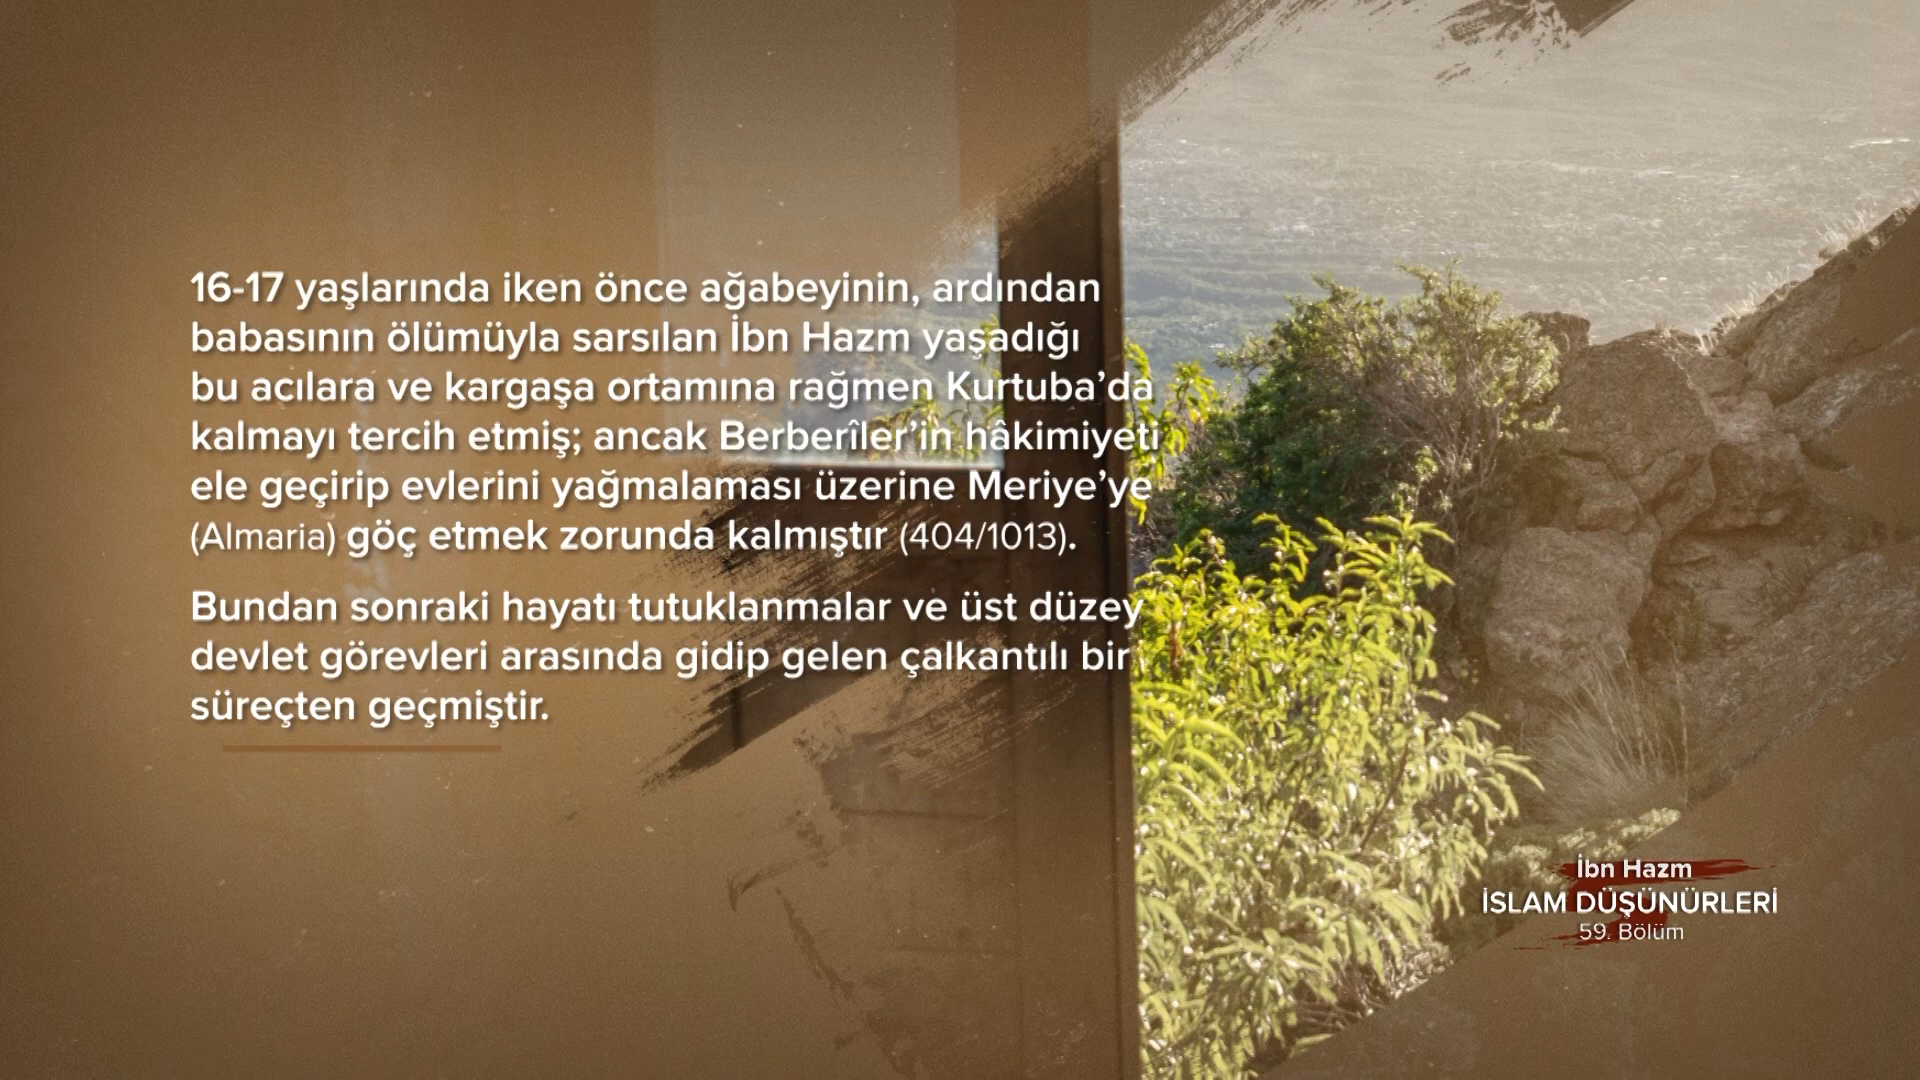 16-17 yaşlarında iken önce ağabeyinin, ardından
babasının ölümüyla sarsılan İbn Hazm yaşadığı
bu acılara ve kargaşa ortamına rağmen Kurtuba’da
kalmayı tercih etmiş; ancak Berberîler’in hâkimiyeti
ele geçirip evlerini yağmalaması üzerine Meriye’ye
(Almaria) göç etmek zorunda kalmıştır (404/1013).
Bundan sonraki hayatı tutuklanmalar ve üst düzey
devlet görevleri arasında gidip gelen çalkantılı bir
süreçten geçmiştir.
İbn Hazm
İSLAM DÜŞÜNÜRLERİ
59. Bölüm